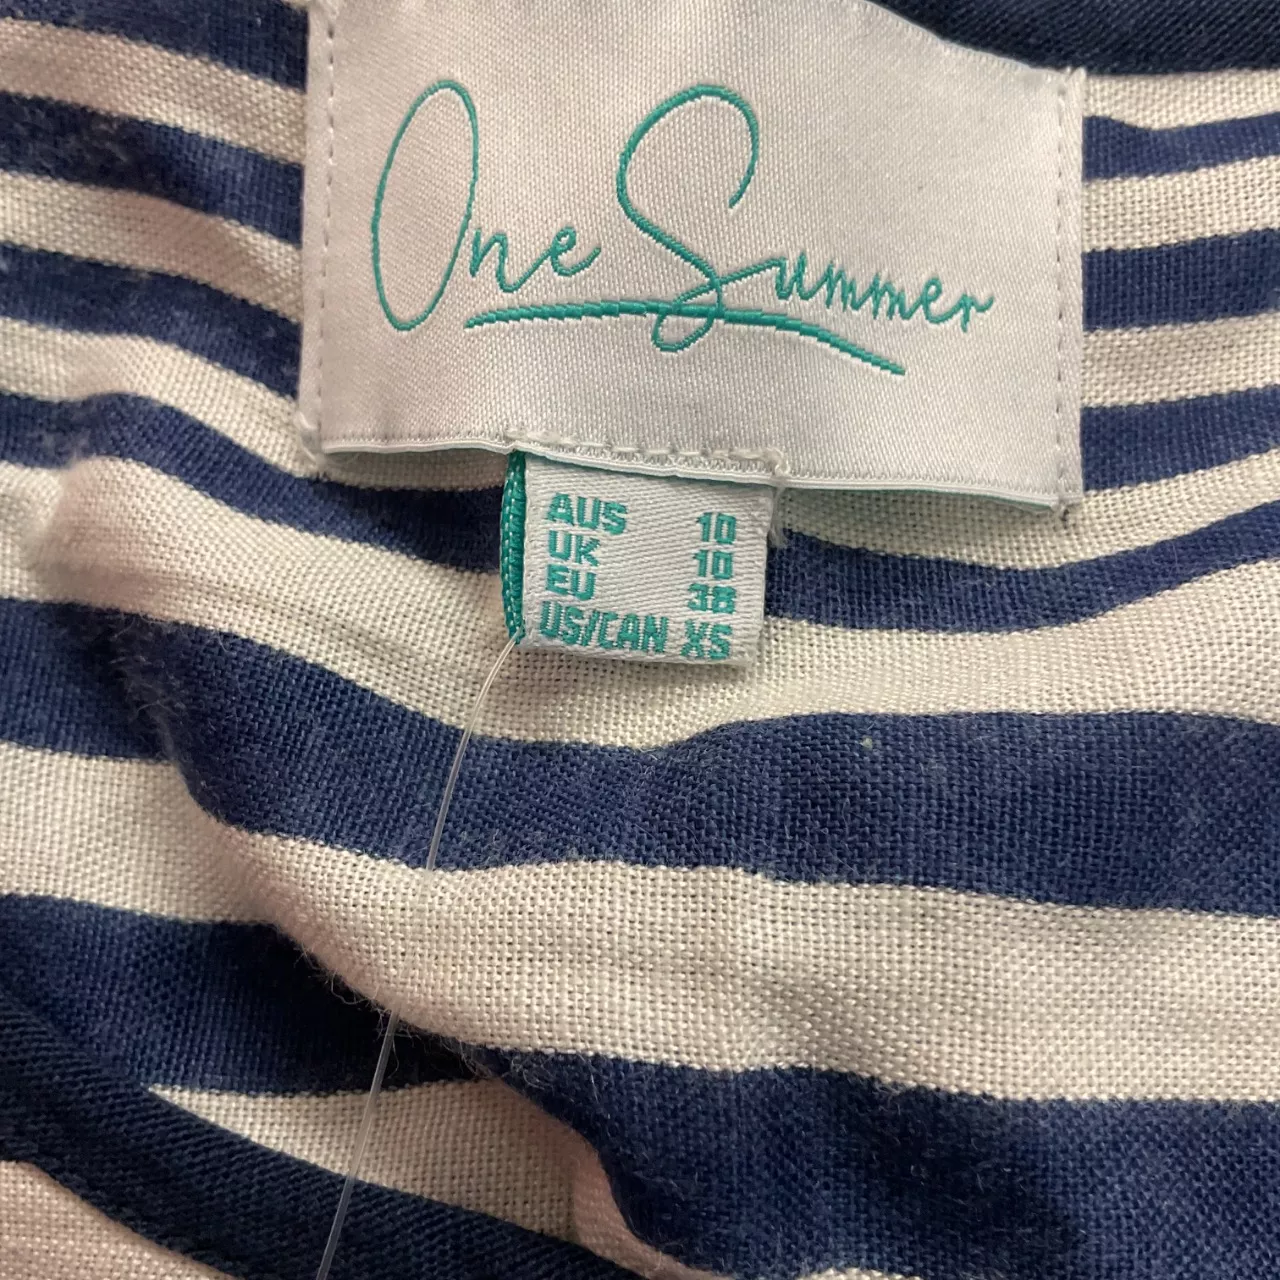 One Summer
AUS 10
UK 10
EU 38
US/CAN XS